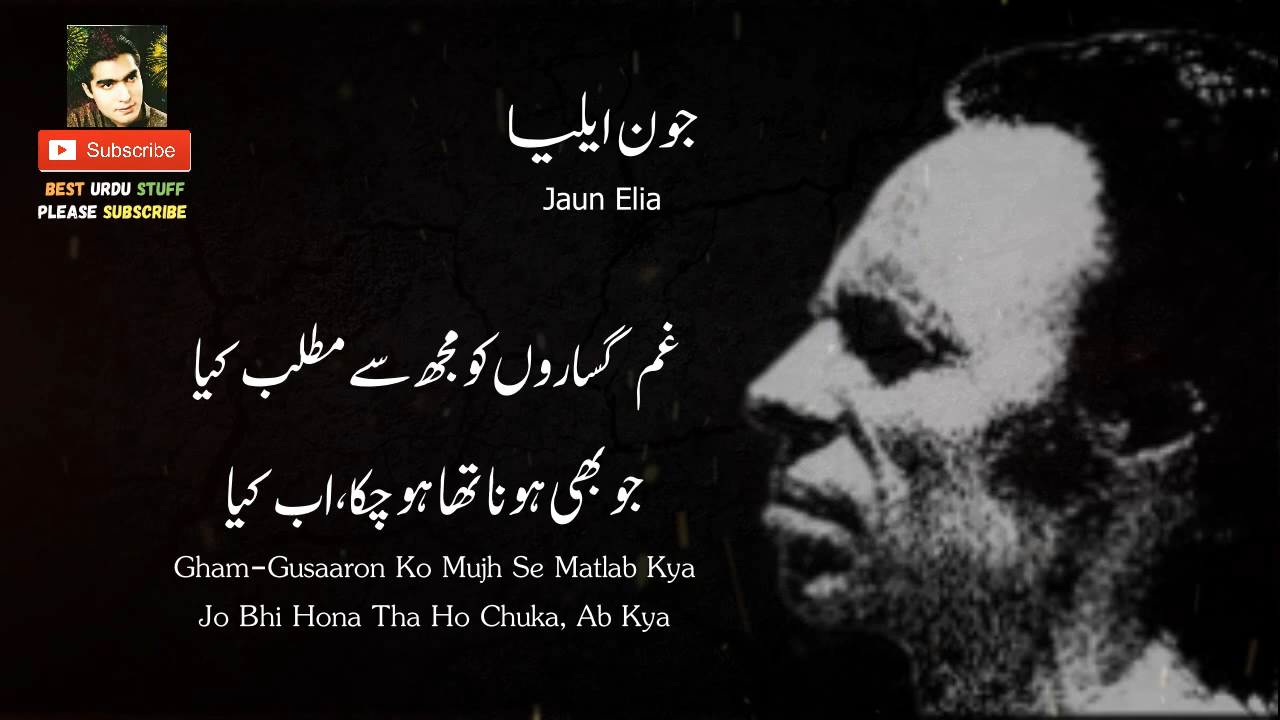 Subscribe
BEST URDU STUFF
PLEASE SUBSCRIBE
جون ایلیا
Jaun Elia
غم گساروں کو مجھ سے مطلب کیا
جو بھی ہونا تھا ہو چکا، اب کیا
Gham-Gusaaron Ko Mujh Se Matlab Kya
Jo Bhi Hona Tha Ho Chuka, Ab Kya